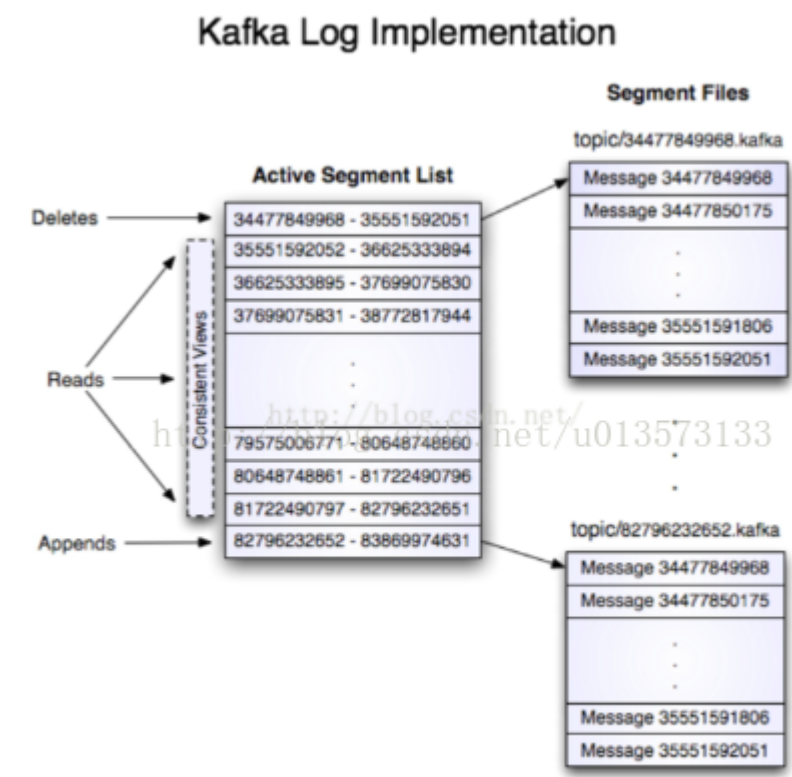 Kafka Log Implementation
Segment Files
topic/34477849968.kafka
Active Segment List
Message 34477849968
Deletes
34477849968 - 35551592051
Message 34477850175
35551592052 - 36625333894
36625333895 - 37699075830
37699075831 - 38772817944
Message 35551591806
Message 35551592051
Reads
Consistent Views
http://blog.csdn.net/
http://blog.csdn.net/u013573133
79575006771 - 80648748860
80648748861 - 81722490796
81722490797 - 82796232651
topic/82796232652.kafka
Appends
82796232652 - 83869974631
Message 34477849968
Message 34477850175
Message 35551591806
Message 35551592051